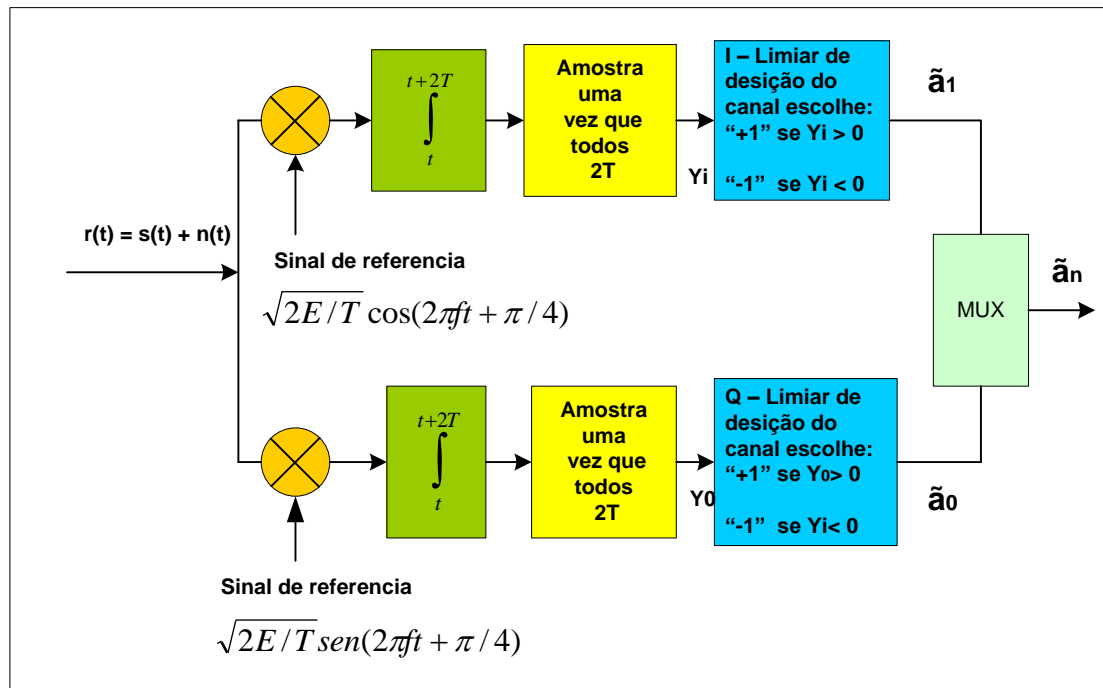 t+2T
∫
t
Amostra
uma
vez que
todos
2T
Yi
I – Limiar de
desição do
canal escolhe:
“+1” se Yi > 0
“-1” se Yi < 0
ã1
r(t) = s(t) + n(t)
Sinal de referencia
√2E/T cos(2πft + π/4)
MUX
ãn
t+2T
∫
t
Amostra
uma
vez que
todos
2T
Y0
Q – Limiar de
desição do
canal escolhe:
“+1” se Y0> 0
“-1” se Yi< 0
ã0
Sinal de referencia
√2E/T sen(2πft + π/4)